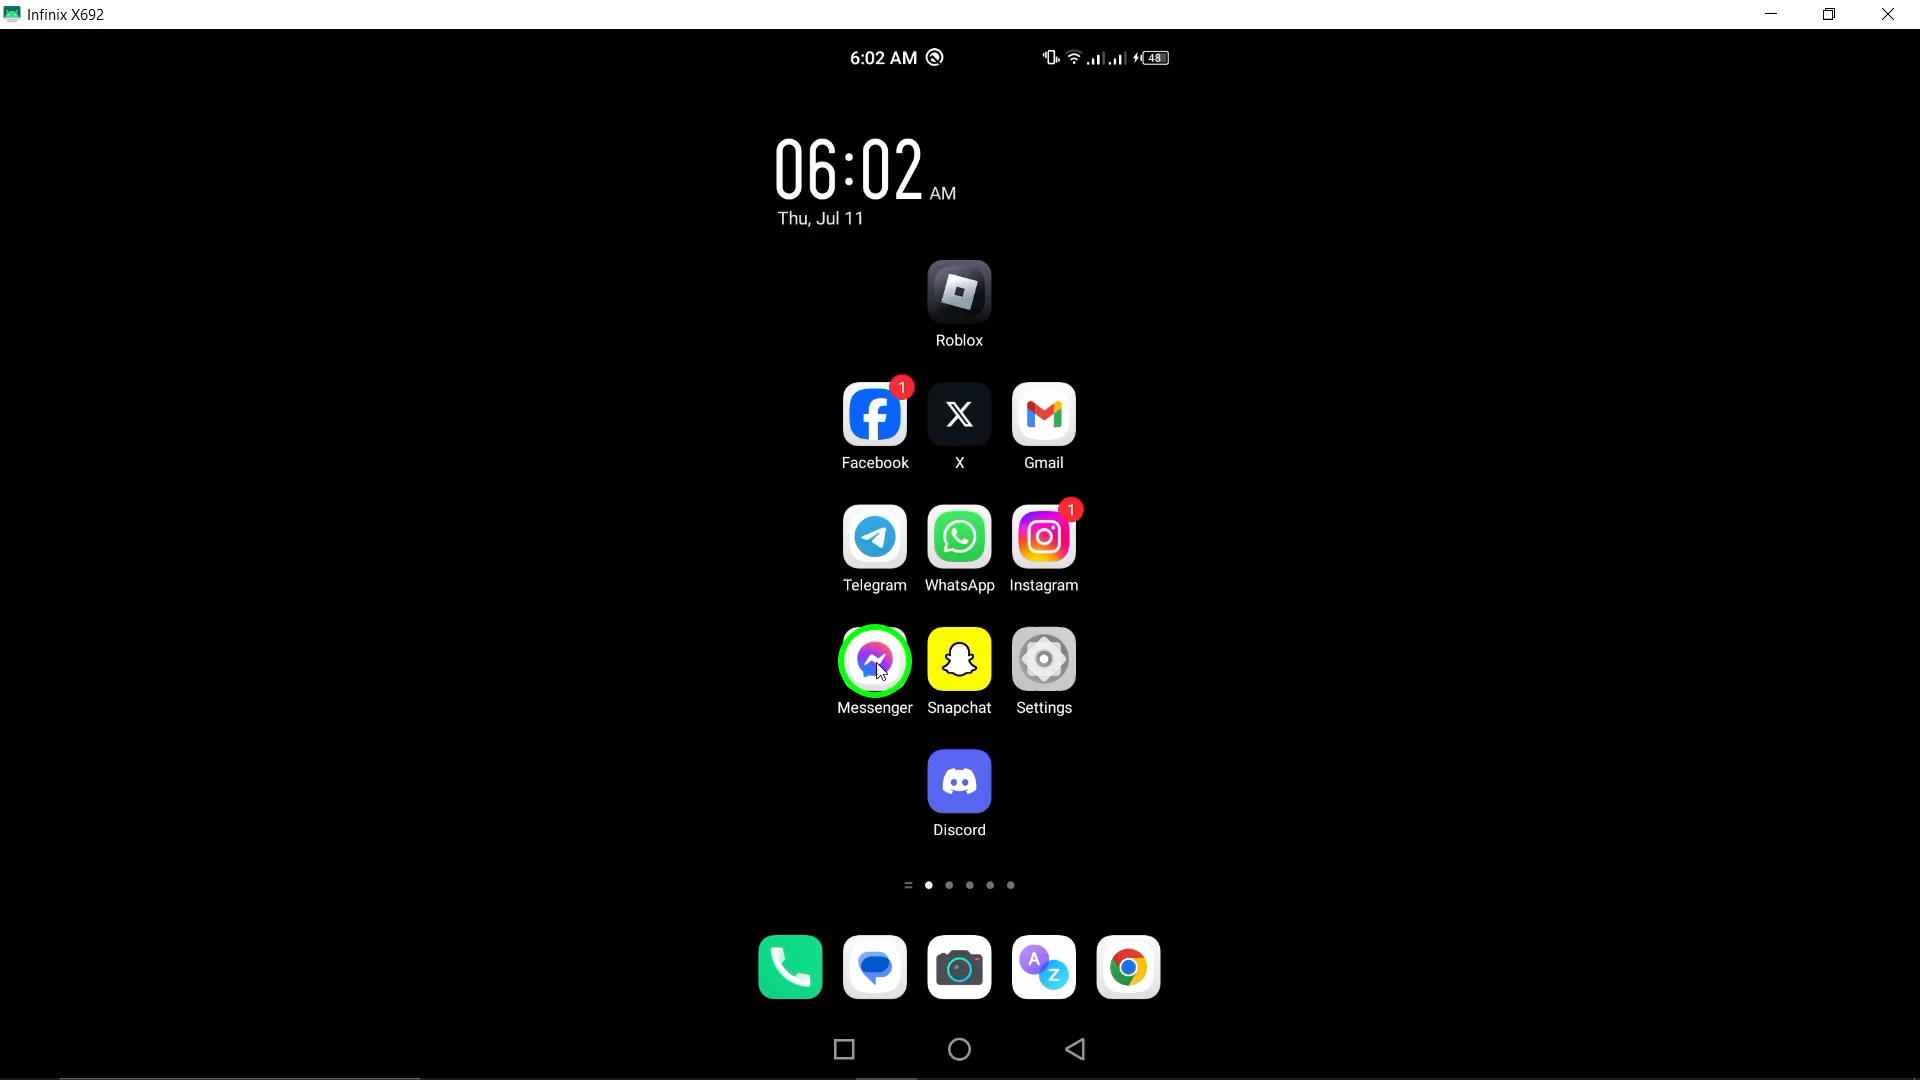 Infinix X692
6:02 AM
48
06:02 AM
Thu, Jul 11
Roblox
1
Facebook X Gmail
1
Telegram WhatsApp Instagram
Messenger Snapchat Settings
Discord
A
Z